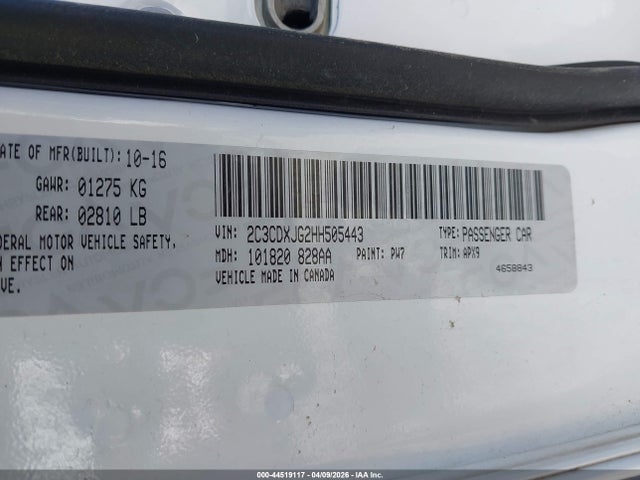 ATE OF MFR(BUILT): 10-16
GAWR: 01275 KG
REAR: 02810 LB
DERAL MOTOR VEHICLE SAFETY,
EFFECT ON
VE.
VIN: 2C3CDXJG2HH505443
TYPE: PASSENGER CAR
MDH: 101820 828AA
PAINT: PW7
TRIM: APX9
VEHICLE MADE IN CANADA
4658843
000-44519117 - 04/09/2026 - IAA Inc.